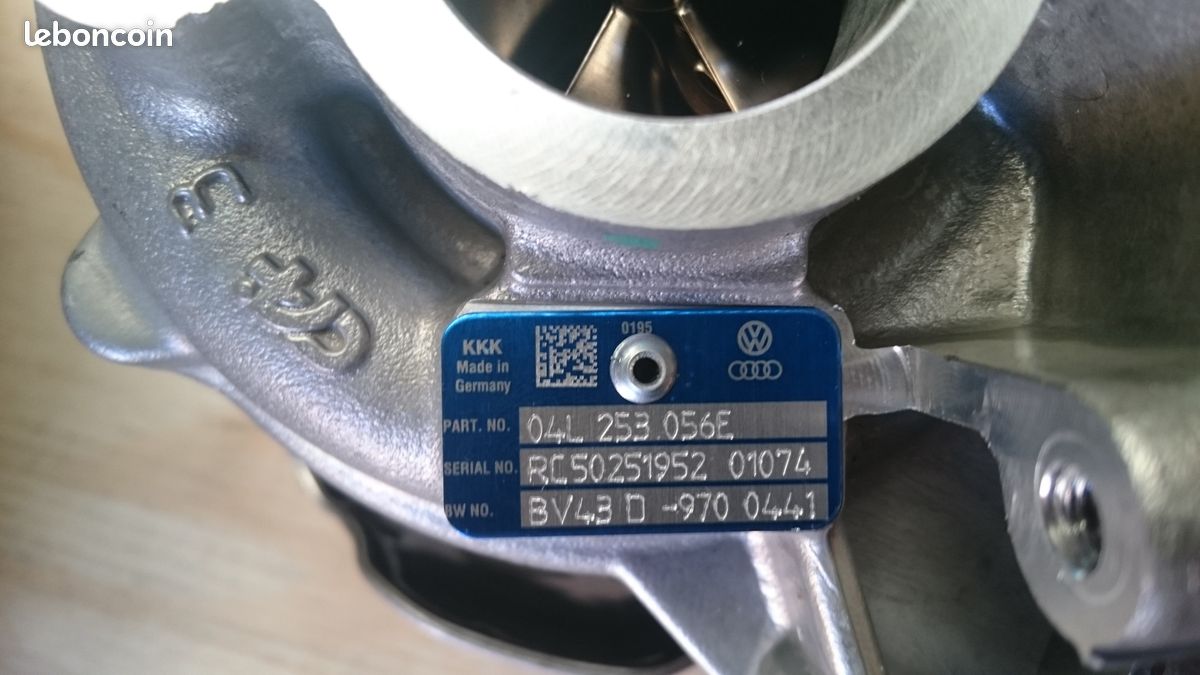 leboncoin
KKK
Made in
Germany
0195
PART. NO. 04L 253 056E
SERIAL NO. RC50251952 01074
BW NO. BV43 D -970 0441